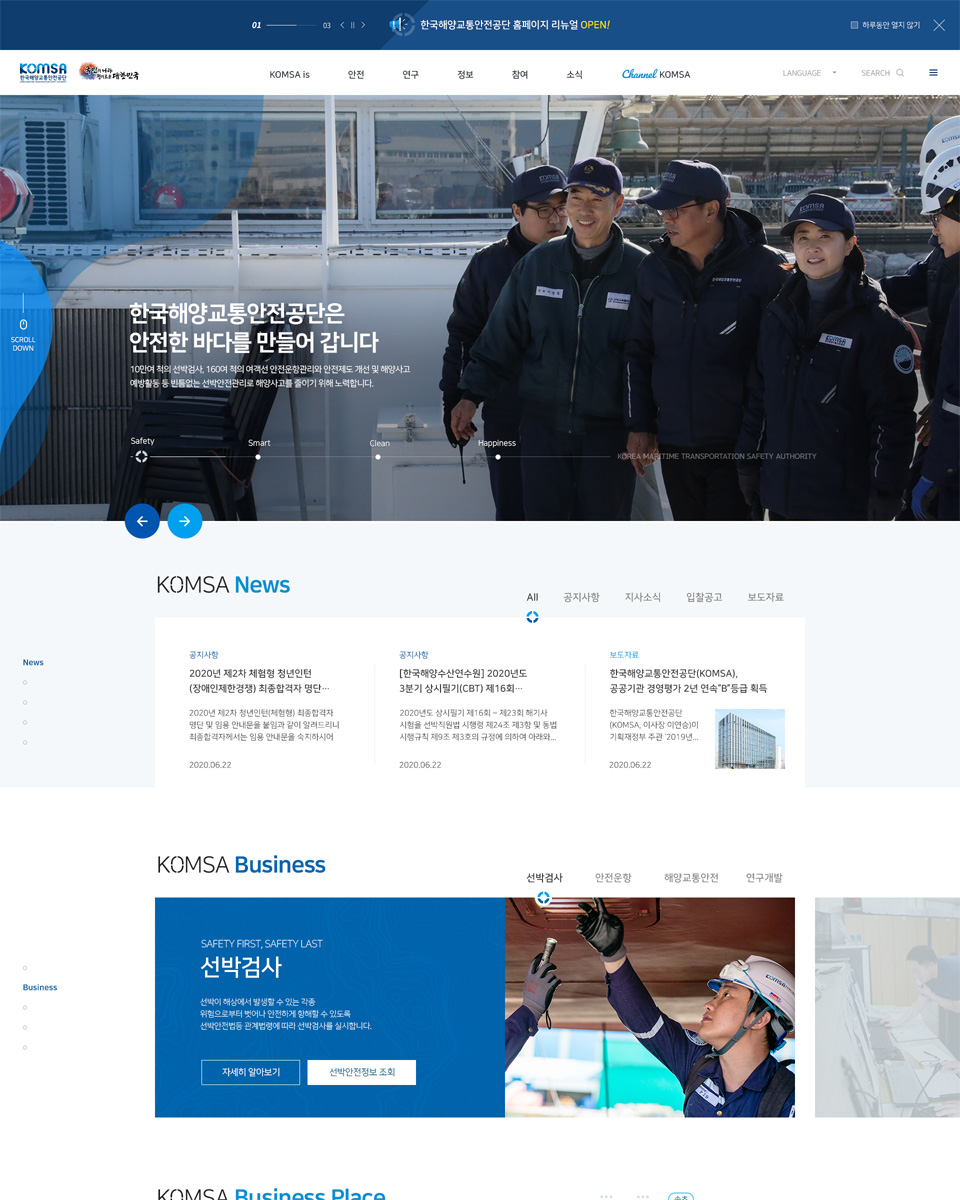 01
03
한국해양교통안전공단 홈페이지 리뉴얼 OPEN!
하루동안 열지 않기
KOMSA
한국해양교통안전공단
대한민국
KOMSA is
안전
연구
정보
참여
소식
Channel KOMSA
LANGUAGE
SEARCH
SCROLL
DOWN
한국해양교통안전공단은
안전한 바다를 만들어 갑니다
10만여 척의 선박검사, 160여 척의 여객선 안전운항관리와 안전제도 개선 및 해양사고
예방활동 등 빈틈없는 선박안전관리로 해양사고를 줄이기 위해 노력합니다.
Safety
Smart
Clean
Happiness
KOREA MARITIME TRANSPORTATION SAFETY AUTHORITY
KOMSA News
All
공지사항
지사소식
입찰공고
보도자료
News
공지사항
2020년 제2차 체험형 청년인턴
(장애인제한경쟁) 최종합격자 명단…
2020년 제2차 청년인턴(체험형) 최종합격자
명단 및 임용 안내문을 붙임과 같이 알려드리니
최종합격자께서는 임용 안내문을 숙지하시어
2020.06.22
공지사항
[한국해양수산연수원] 2020년도
3분기 상시필기(CBT) 제16회…
2020년도 상시필기 제16회 ~ 제23회 해기사
시험을 선박직원법 시행령 제24조 제3항 및 동법
시행규칙 제9조 제3호의 규정에 의하여 아래와...
2020.06.22
보도자료
한국해양교통안전공단(KOMSA),
공공기관 경영평가 2년 연속“B”등급 획득
한국해양교통안전공단
(KOMSA, 이사장 이연승)이
기획재정부 주관 ‘2019년...
2020.06.22
KOMSA Business
선박검사
안전운항
해양교통안전
연구개발
Business
SAFETY FIRST, SAFETY LAST
선박검사
선박이 해상에서 발생할 수 있는 각종
위험으로부터 벗어나 안전하게 항해할 수 있도록
선박안전법등 관계법령에 따라 선박검사를 실시합니다.
자세히 알아보기
선박안전정보 조회
KOMSA Business Place